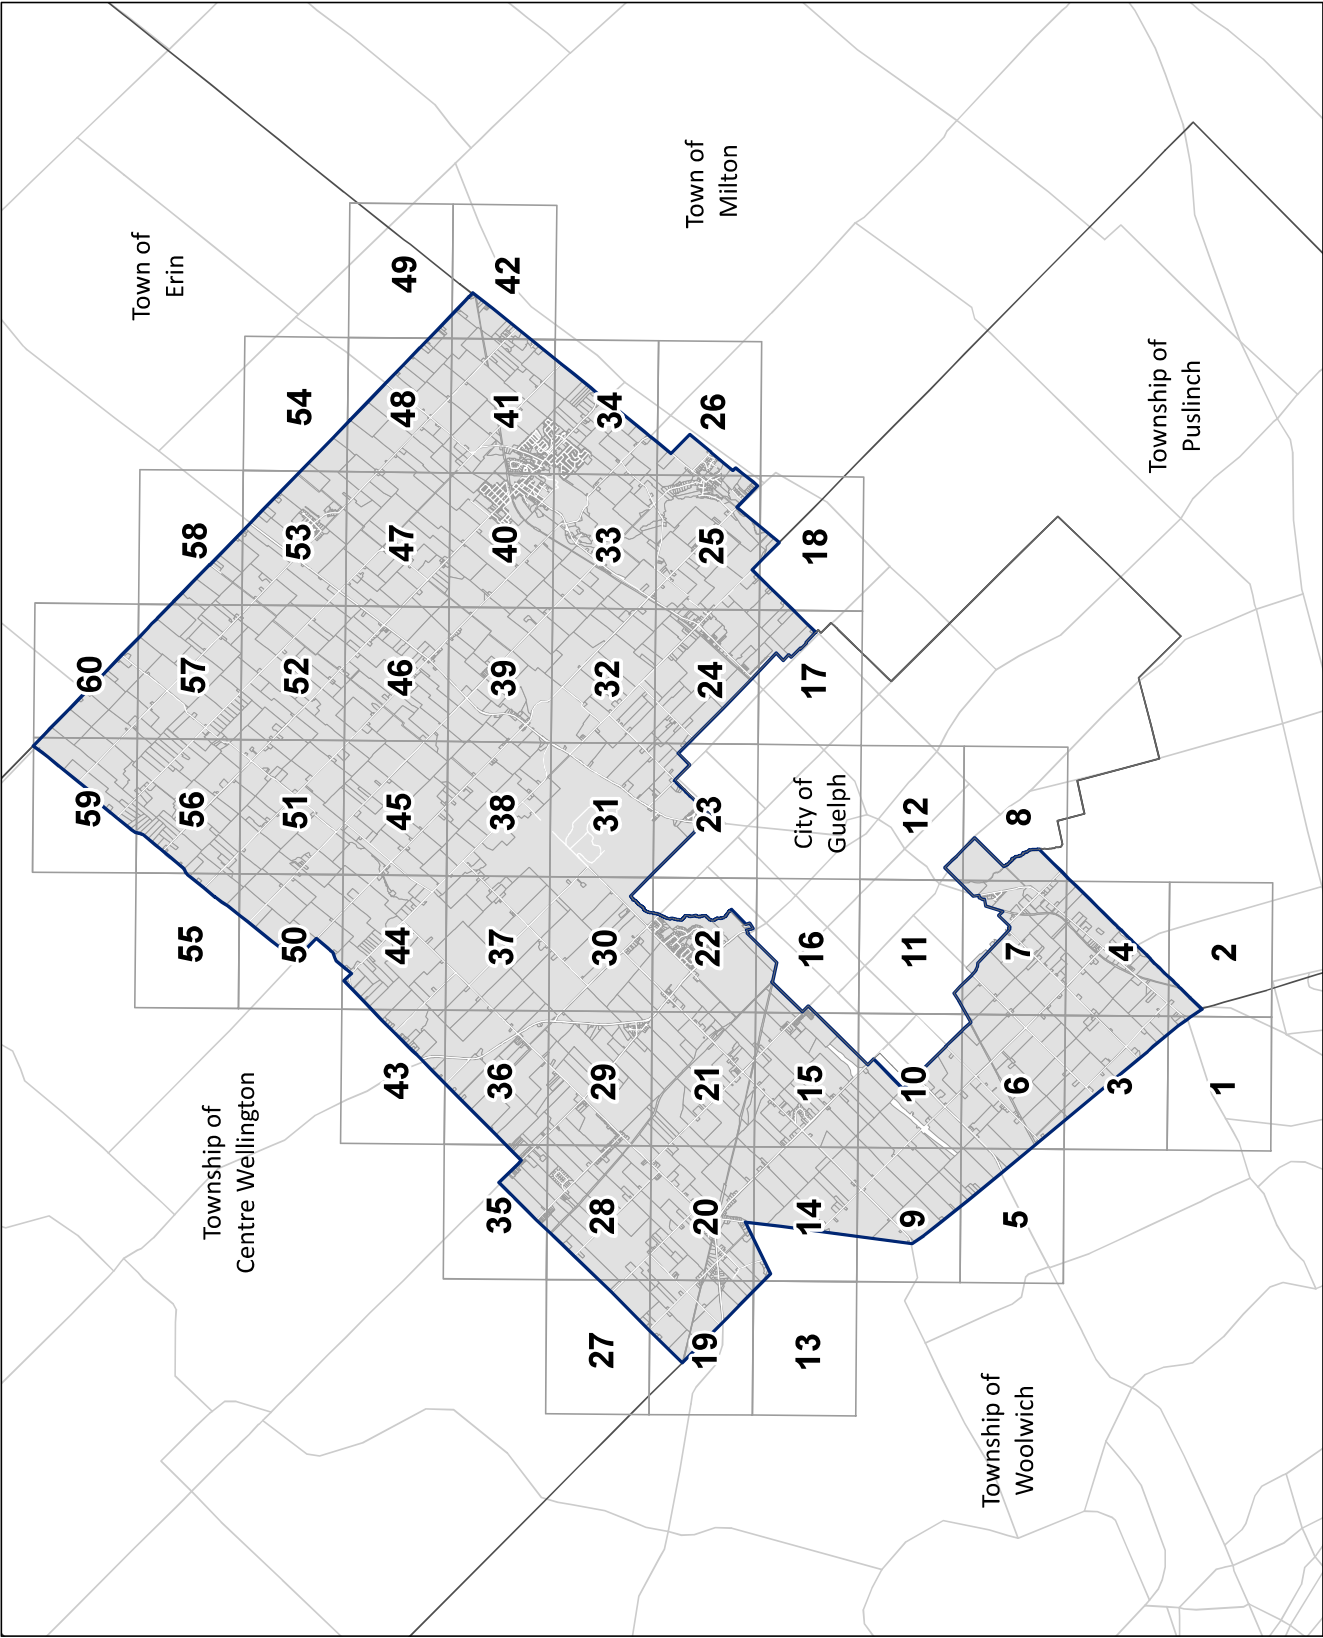 59 60
Town of
Erin
55 56 57 58
Township of
Centre Wellington
50 51 52 53 54
43 44 45 46 47 48 49
35 36 37 38 39 40 41 42
27 28 29 30 31 32 33 34
19 20 21 22 23 24 25 26
Town of
Milton
13 14 15 16 17 18
City of
Guelph
9 10 11 12
5 6 7 8
Township of
Woolwich
3 4
Township of
Puslinch
1 2